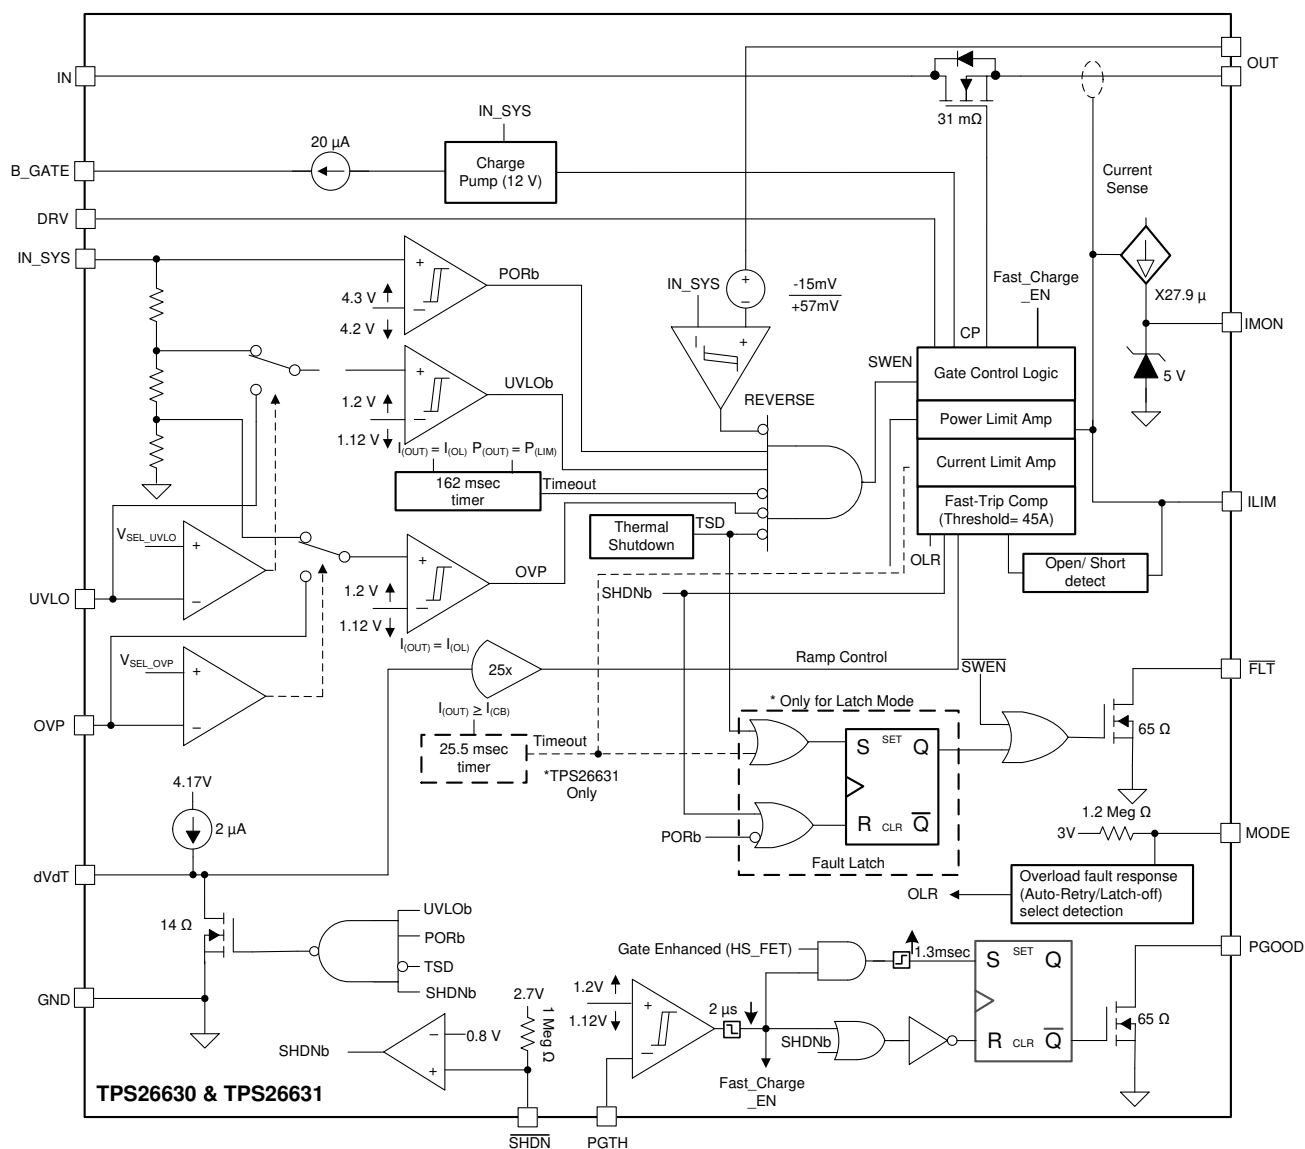 OUT
IN
31 mΩ
IN_SYS
20 µA
B_GATE
Charge
Pump (12 V)
Current
Sense
DRV
IN_SYS
PORb
4.3 V
4.2 V
IN_SYS
-15mV
+57mV
Fast_Charge
_EN
X27.9 µ
CP
IMON
SWEN
Gate Control Logic
5 V
UVLOb
1.2 V
1.12 V
REVERSE
Power Limit Amp
I(OUT) = I(OL) P(OUT) = P(LIM)
Current Limit Amp
162 msec
timer
Timeout
Fast-Trip Comp
(Threshold= 45A)
ILIM
Thermal
Shutdown
TSD
VSEL_UVLO
OLR
Open/ Short
detect
OVP
1.2 V
1.12 V
SHDNb
UVLO
I(OUT) = I(OL)
25x
Ramp Control
SWEN
FLT
VSEL_OVP
* Only for Latch Mode
I(OUT) ≥ I(CB)
OVP
25.5 msec
timer
Timeout
*TPS26631
Only
S SET Q
65 Ω
4.17V
2 µA
1.2 Meg Ω
3V
MODE
PORb
R CLR Q
Fault Latch
dVdT
OLR
Overload fault response
(Auto-Retry/Latch-off)
select detection
14 Ω
UVLOb
PORb
TSD
SHDNb
Gate Enhanced (HS_FET)
1.3msec
S SET Q
PGOOD
GND
2.7V
1 Meg Ω
1.2V
1.12V
2 µs
65 Ω
0.8 V
SHDNb
SHDNb
R CLR Q
Fast_Charge
_EN
TPS26630 & TPS26631
SHDN
PGTH